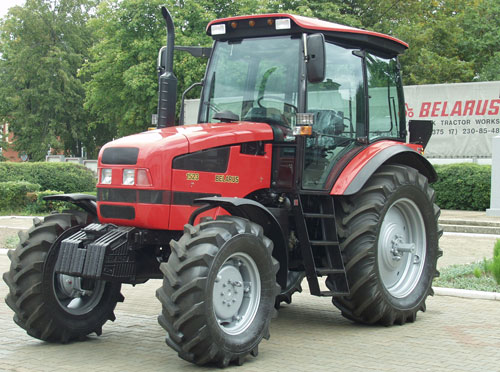 BELARUS
K TRACTOR WORKS
375 17) 230-85-48
1523 BELARUS